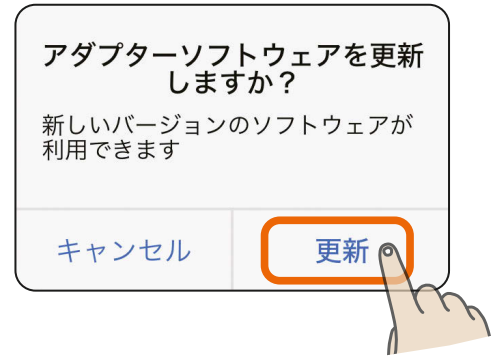 アダプターソフトウェアを更新
しますか？
新しいバージョンのソフトウェアが
利用できます
キャンセル
更新